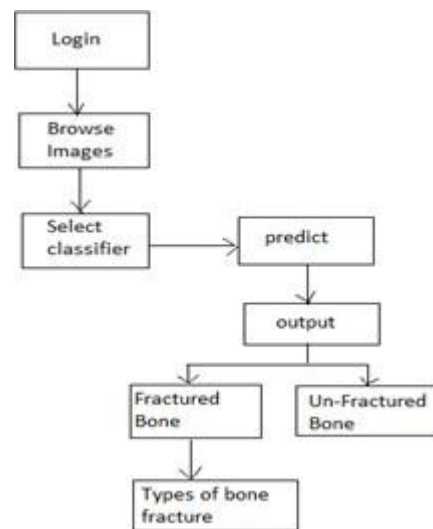 Login
Browse
Images
Select
classifier
predict
output
Fractured
Bone
Un-Fractured
Bone
Types of bone
fracture